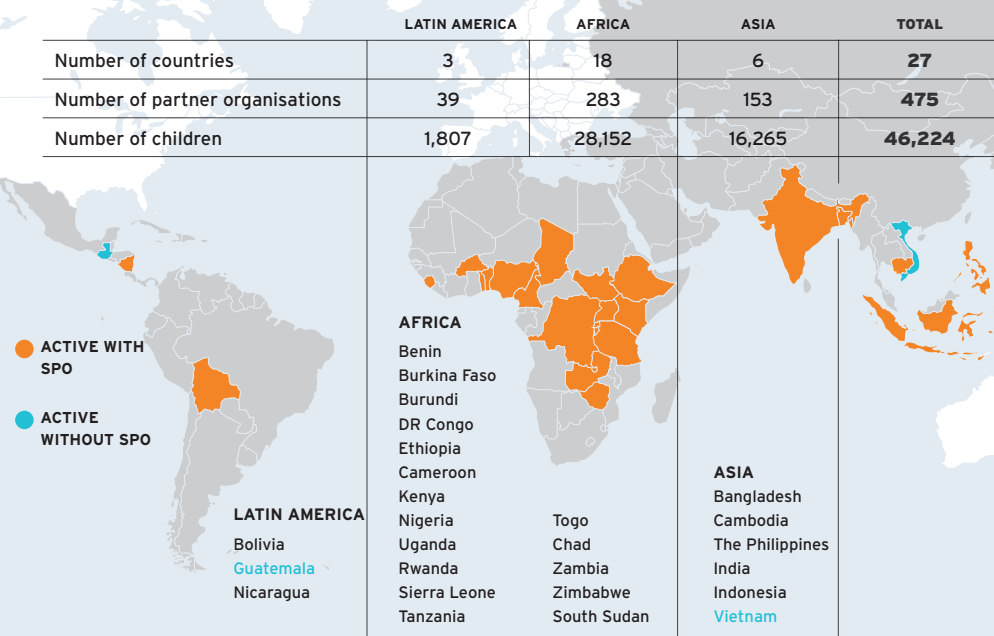 LATIN AMERICA AFRICA ASIA TOTAL
Number of countries 3 18 6 27
Number of partner organisations 39 283 153 475
Number of children 1,807 28,152 16,265 46,224
ACTIVE WITH
SPO
ACTIVE
WITHOUT SPO
LATIN AMERICA
Bolivia
Guatemala
Nicaragua
AFRICA
Benin
Burkina Faso
Burundi
DR Congo
Ethiopia
Cameroon
Kenya
Nigeria
Uganda
Rwanda
Sierra Leone
Tanzania
Togo
Chad
Zambia
Zimbabwe
South Sudan
ASIA
Bangladesh
Cambodia
The Philippines
India
Indonesia
Vietnam